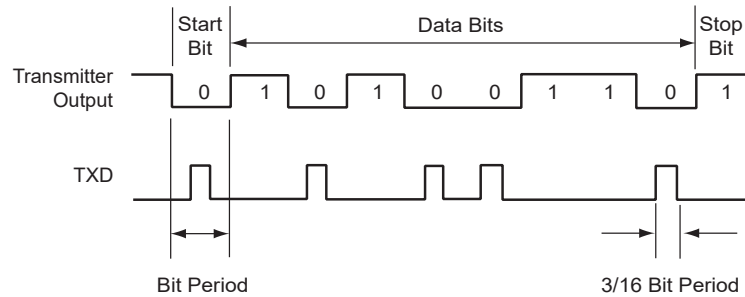 Start Bit
Data Bits
Stop Bit
Transmitter Output
0 1 0 1 0 0 1 1 0 1
TXD
Bit Period
3/16 Bit Period